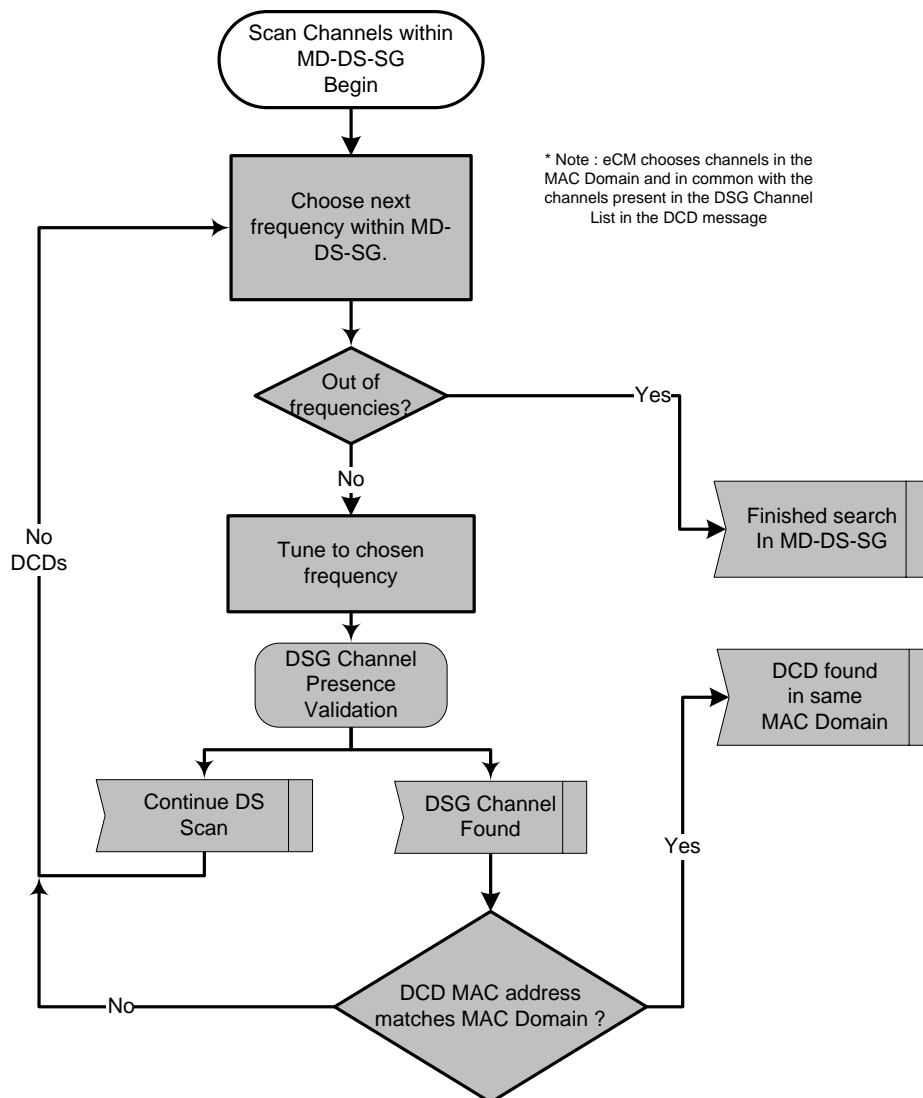 Scan Channels within
MD-DS-SG
Begin
* Note : eCM chooses channels in the
MAC Domain and in common with the
channels present in the DSG Channel
List in the DCD message
Choose next
frequency within MD-
DS-SG.
Out of
frequencies?
Yes
No
Finished search
In MD-DS-SG
No
DCDs
Tune to chosen
frequency
DSG Channel
Presence
Validation
DCD found
in same
MAC Domain
Continue DS
Scan
DSG Channel
Found
Yes
DCD MAC address
matches MAC Domain ?
No